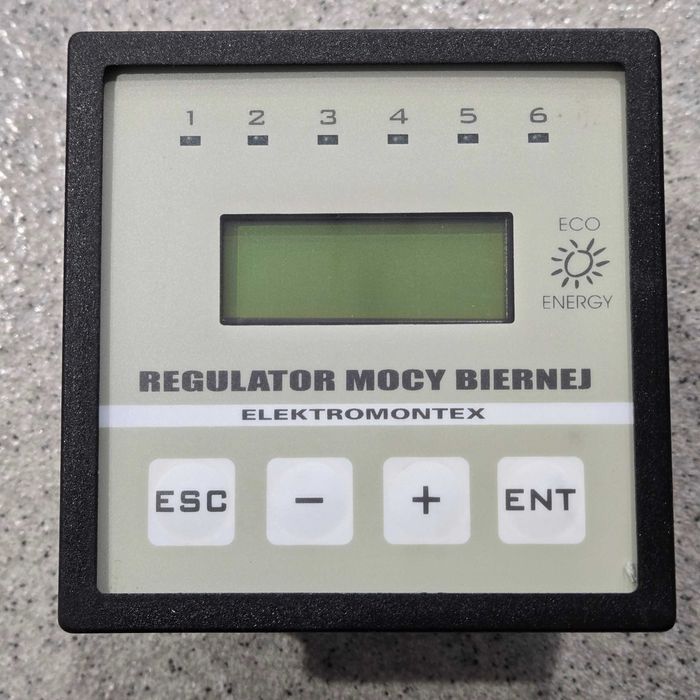 1 2 3 4 5 6
ECO
ENERGY
REGULATOR MOCY BIERNEJ
ELEKTROMONTEX
ESC - + ENT